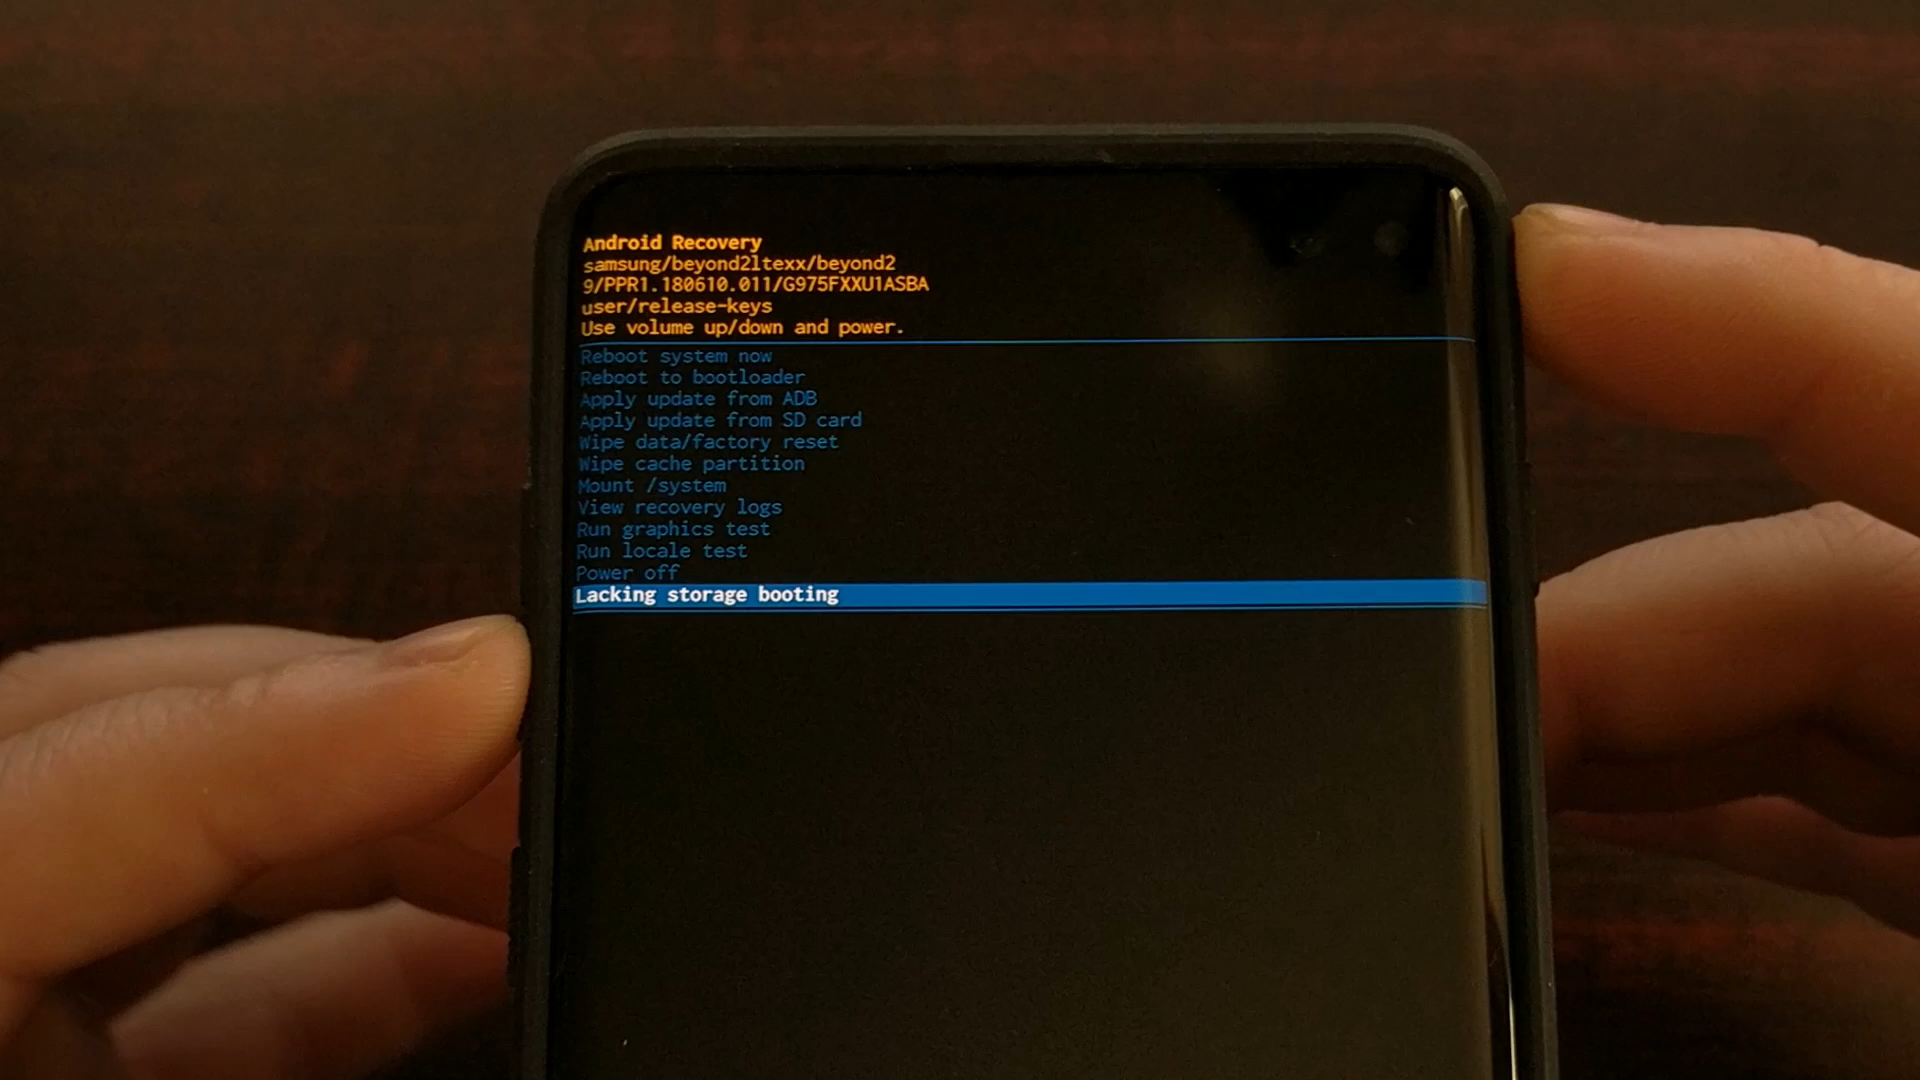 Android Recovery
samsung/beyond2ltexx/beyond2
9/PPR1.180610.011/G975FXXU1ASBA
user/release-keys
Use volume up/down and power.
Reboot system now
Reboot to bootloader
Apply update from ADB
Apply update from SD card
Wipe data/factory reset
Wipe cache partition
Mount /system
View recovery logs
Run graphics test
Run locale test
Power off
Lacking storage booting